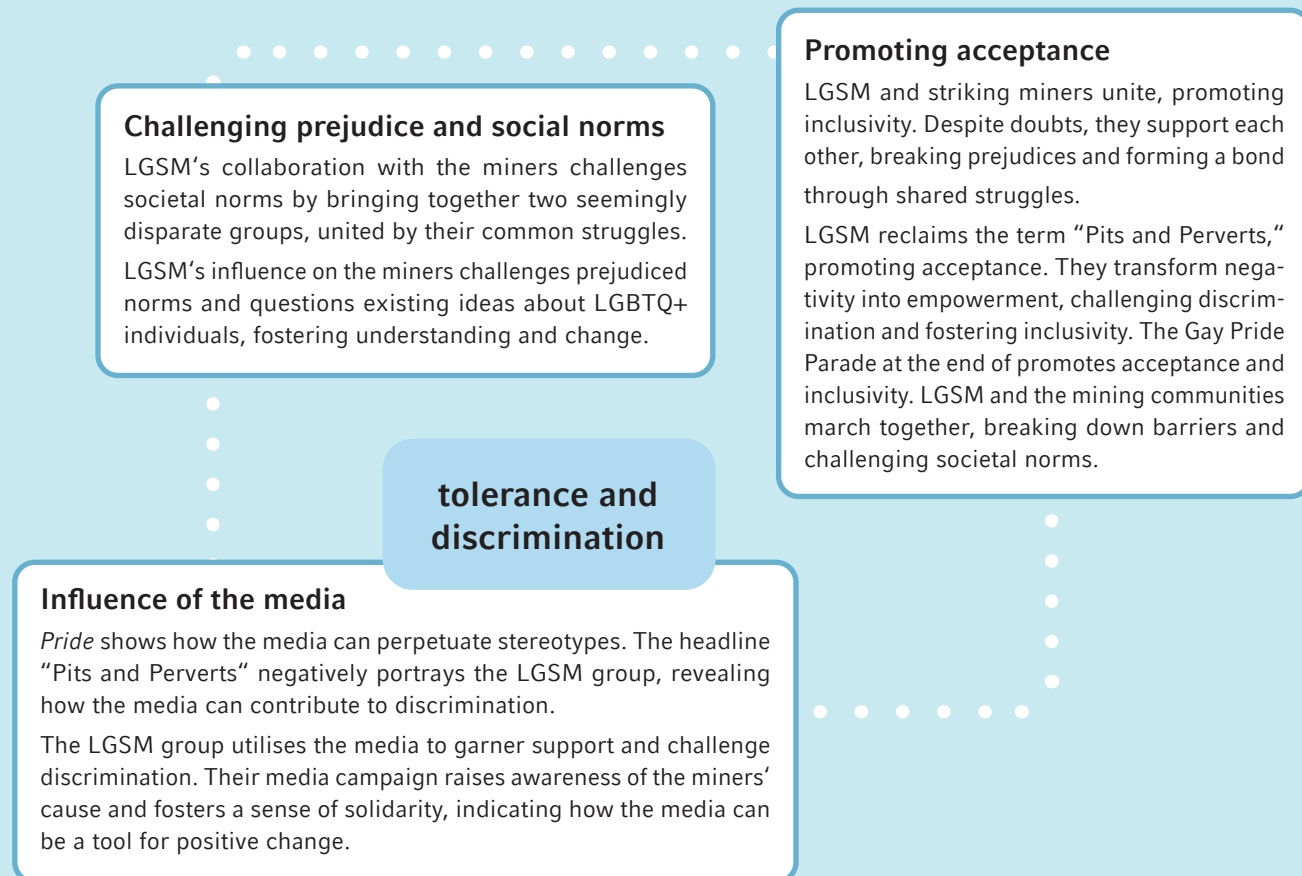 Challenging prejudice and social norms
LGSM‘s collaboration with the miners challenges
societal norms by bringing together two seemingly
disparate groups, united by their common struggles.
LGSM‘s influence on the miners challenges prejudiced
norms and questions existing ideas about LGBTQ+
individuals, fostering understanding and change.
Promoting acceptance
LGSM and striking miners unite, promoting
inclusivity. Despite doubts, they support each
other, breaking prejudices and forming a bond
through shared struggles.
LGSM reclaims the term “Pits and Perverts,“
promoting acceptance. They transform nega-
tivity into empowerment, challenging discrim-
ination and fostering inclusivity. The Gay Pride
Parade at the end of promotes acceptance and
inclusivity. LGSM and the mining communities
march together, breaking down barriers and
challenging societal norms.
tolerance and
discrimination
Influence of the media
Pride shows how the media can perpetuate stereotypes. The headline
“Pits and Perverts“ negatively portrays the LGSM group, revealing
how the media can contribute to discrimination.
The LGSM group utilises the media to garner support and challenge
discrimination. Their media campaign raises awareness of the miners‘
cause and fosters a sense of solidarity, indicating how the media can
be a tool for positive change.